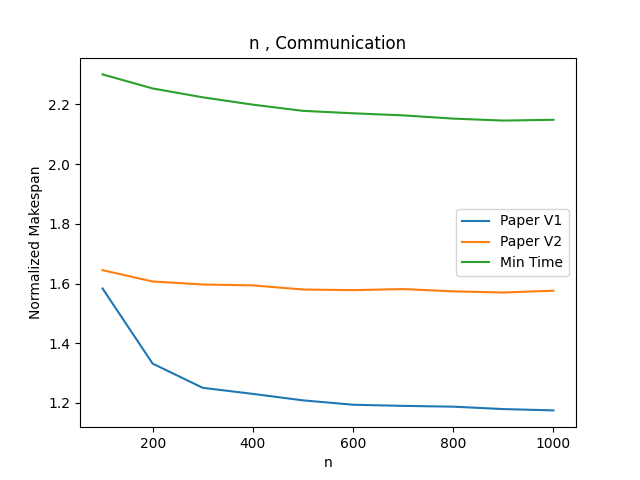 n , Communication
Normalized Makespan
2.2
2.0
1.8
1.6
1.4
1.2
Paper V1
Paper V2
Min Time
200 400 600 800 1000
n